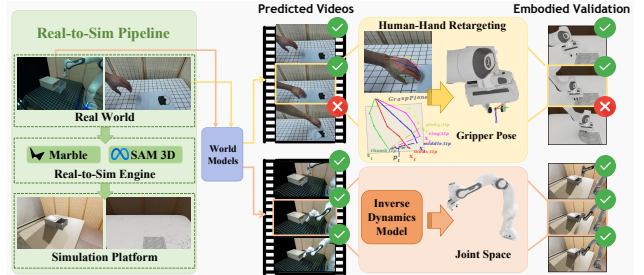 Predicted Videos
Human-Hand Retargeting
Embodied Validation
Real-to-Sim Pipeline
Real World
Marble
SAM 3D
Real-to-Sim Engine
Simulation Platform
World
Models
GraspPlane
Gripper Pose
Inverse
Dynamics
Model
Joint Space